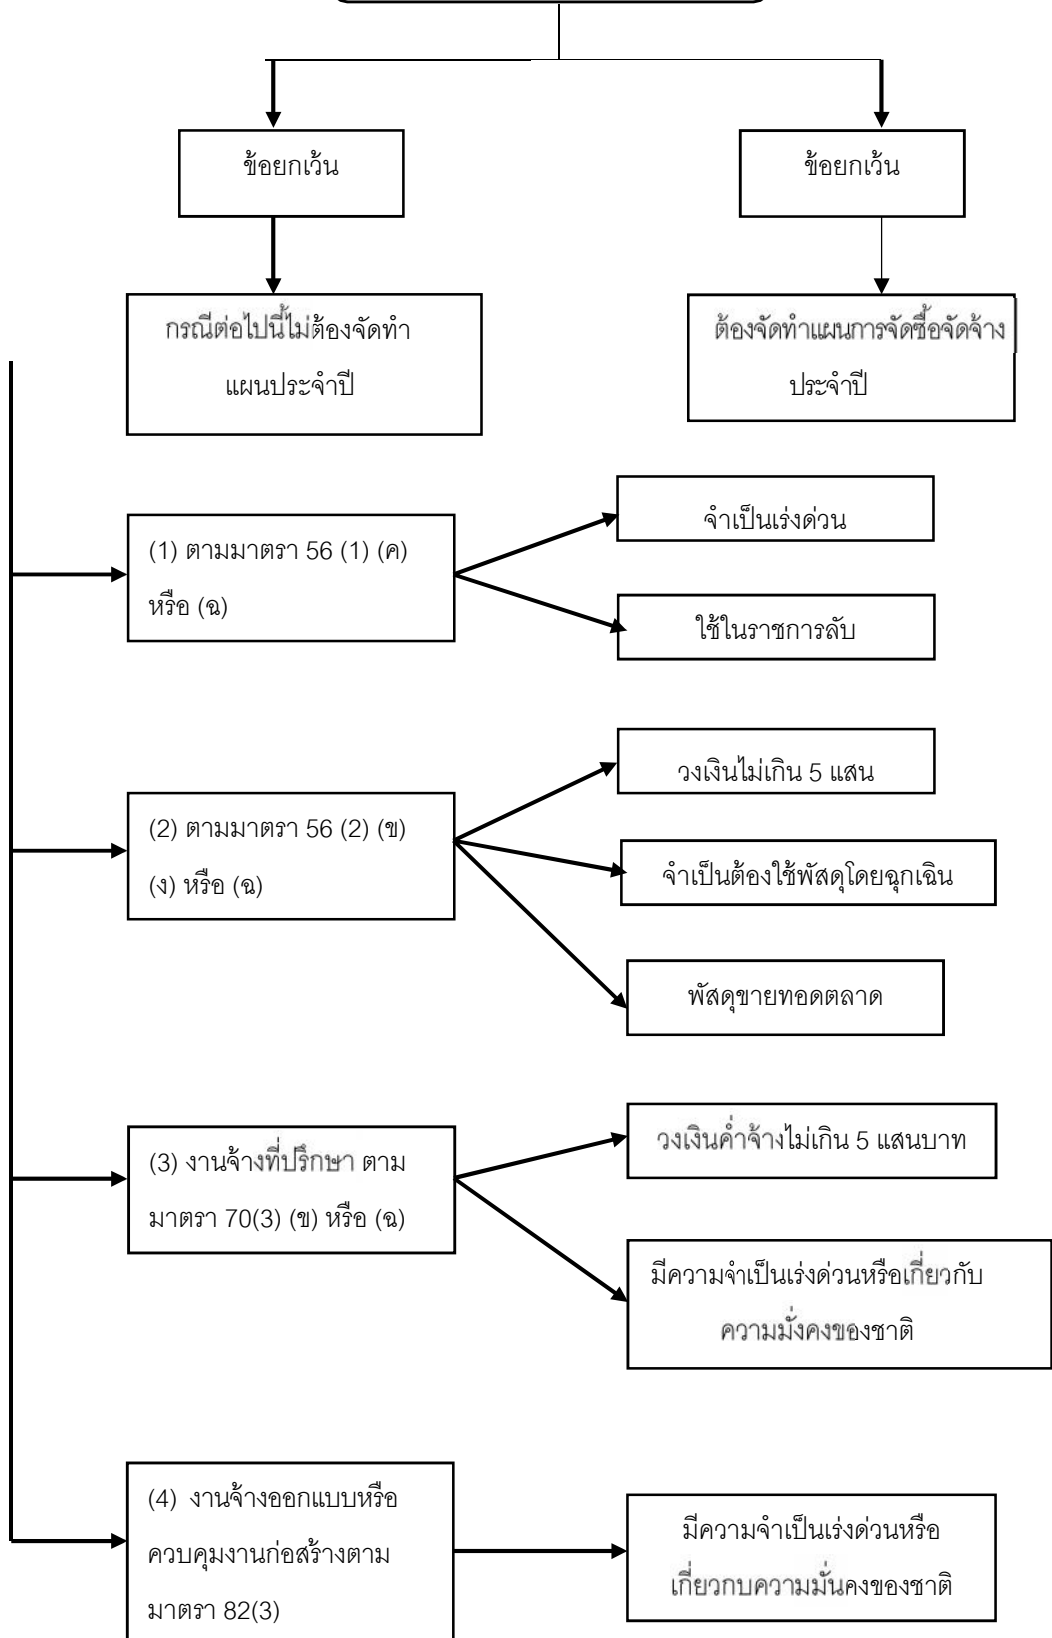 ข้อยกเว้น
ข้อยกเว้น
กรณีต่อไปนี้ไม่ต้องจัดทำ
แผนประจำปี
ต้องจัดทำแผนการจัดซื้อจัดจ้าง
ประจำปี
(1) ตามมาตรา 56 (1) (ค)
หรือ (ฉ)
จำเป็นเร่งด่วน
ใช้ในราชการลับ
(2) ตามมาตรา 56 (2) (ข)
(ง) หรือ (ฉ)
วงเงินไม่เกิน 5 แสน
จำเป็นต้องใช้พัสดุโดยฉุกเฉิน
พัสดุขายทอดตลาด
(3) งานจ้างที่ปรึกษา ตาม
มาตรา 70(3) (ข) หรือ (ฉ)
วงเงินค่ำจ้างไม่เกิน 5 แสนบาท
มีความจำเป็นเร่งด่วนหรือเกี่ยวกับ
ความมั่งคงของชาติ
(4) งานจ้างออกแบบหรือ
ควบคุมงานก่อสร้างตาม
มาตรา 82(3)
มีความจำเป็นเร่งด่วนหรือ
เกี่ยวกบความมั่นคงของชาติ